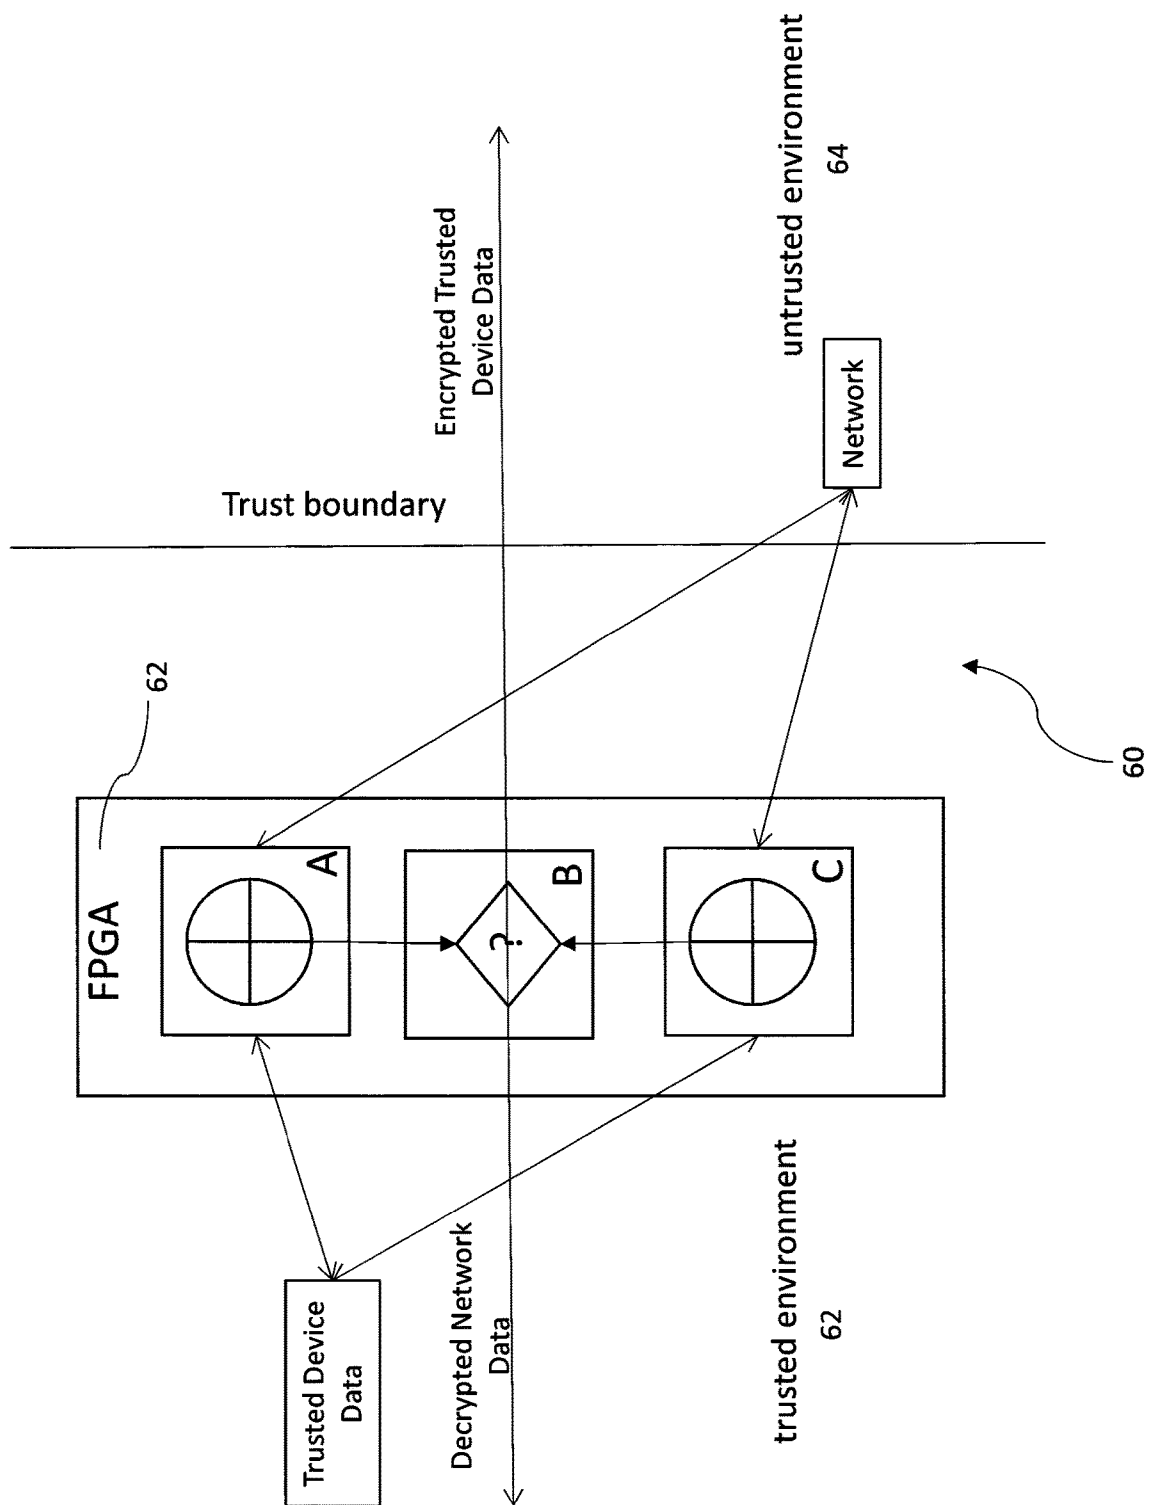 FPGA
62
A
?
B
C
Trust boundary
Trusted Device
Data
Decrypted Network
Data
Encrypted Trusted
Device Data
Network
trusted environment
62
untrusted environment
64
60